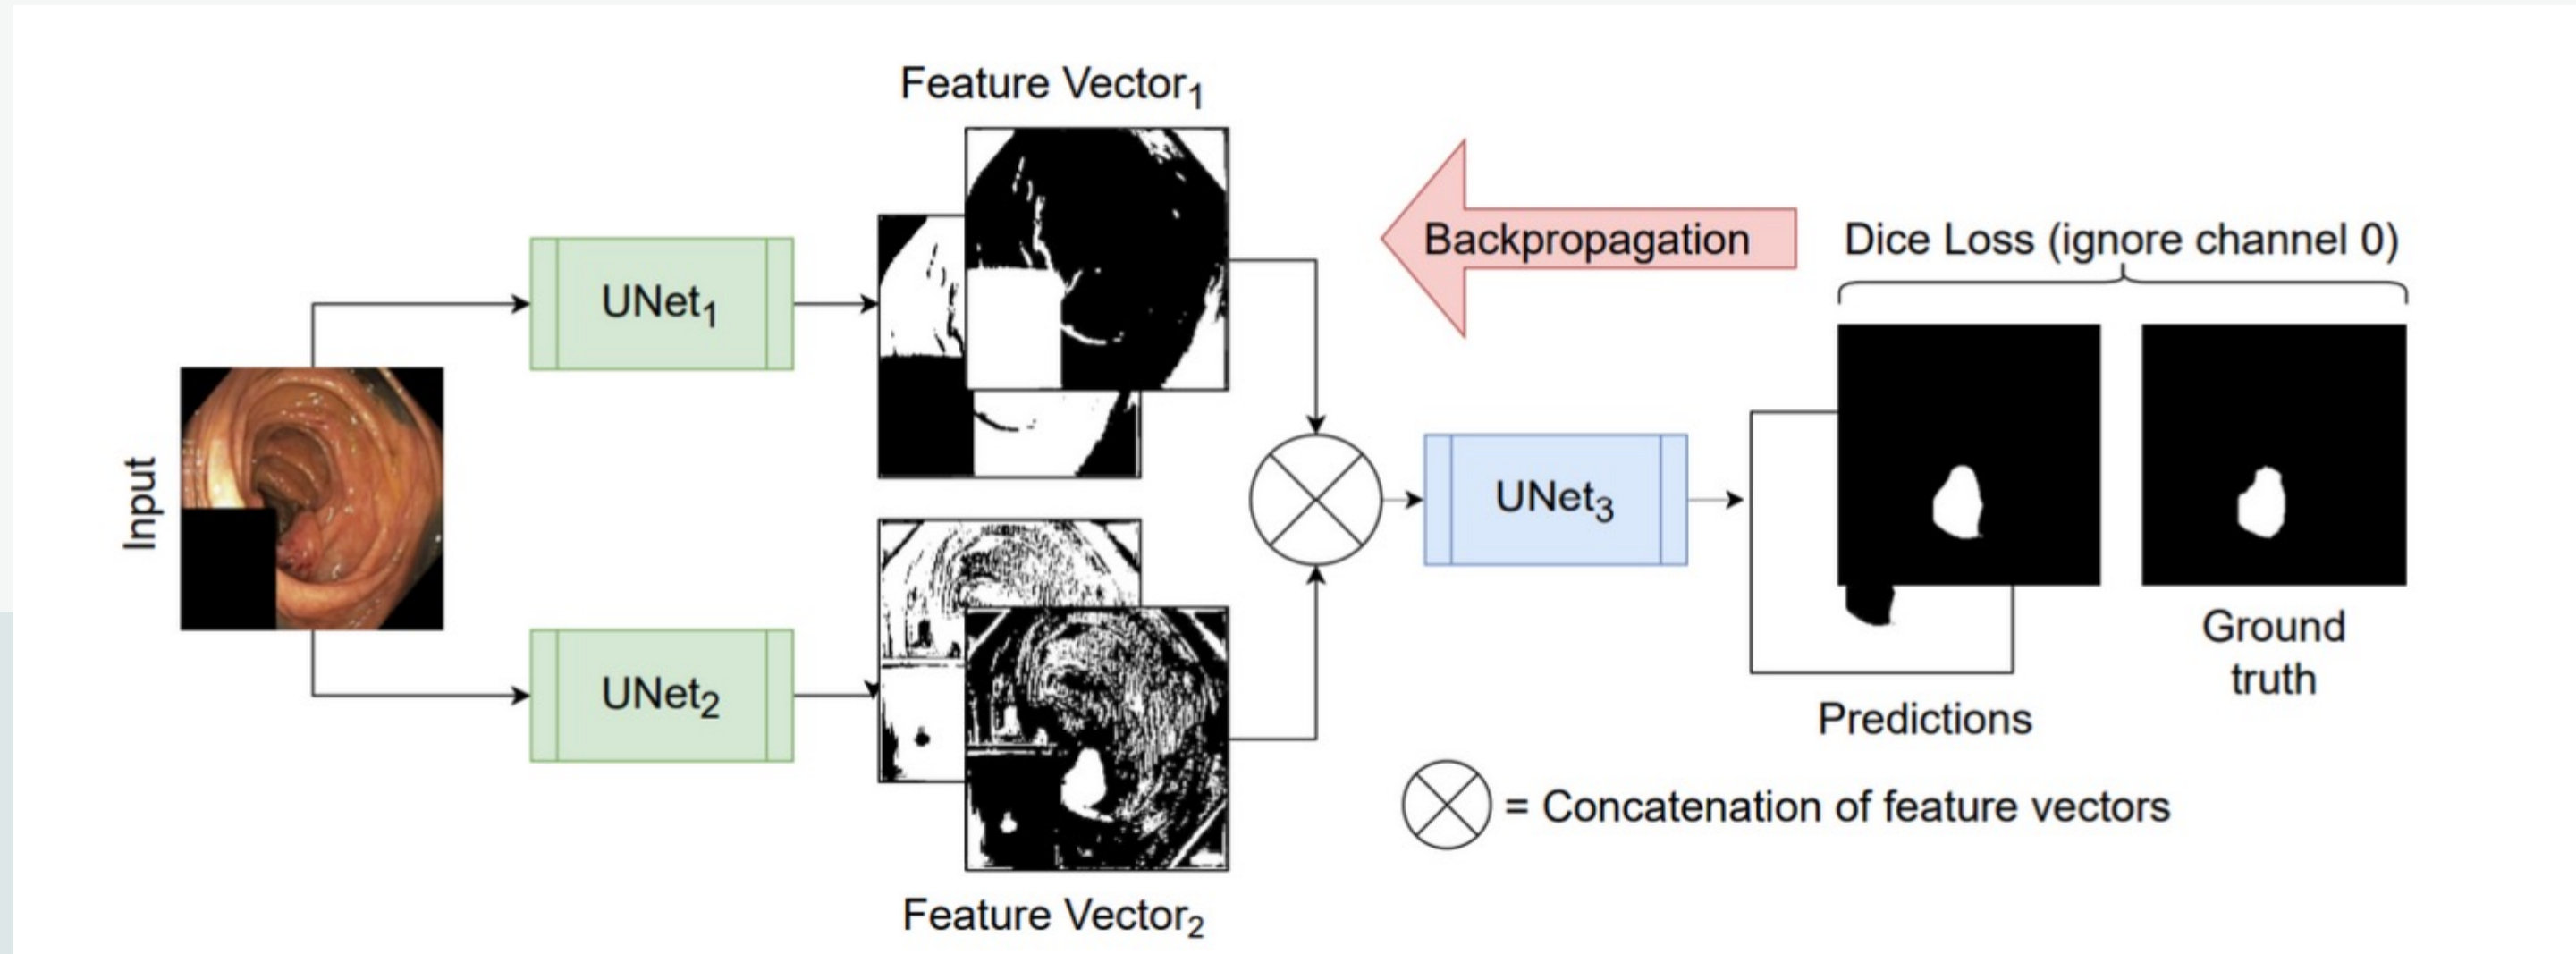 Feature Vector₁
Backpropagation
Dice Loss (ignore channel 0)
UNet₁
Input
UNet₃
UNet₂
Ground
truth
Predictions
= Concatenation of feature vectors
Feature Vector₂